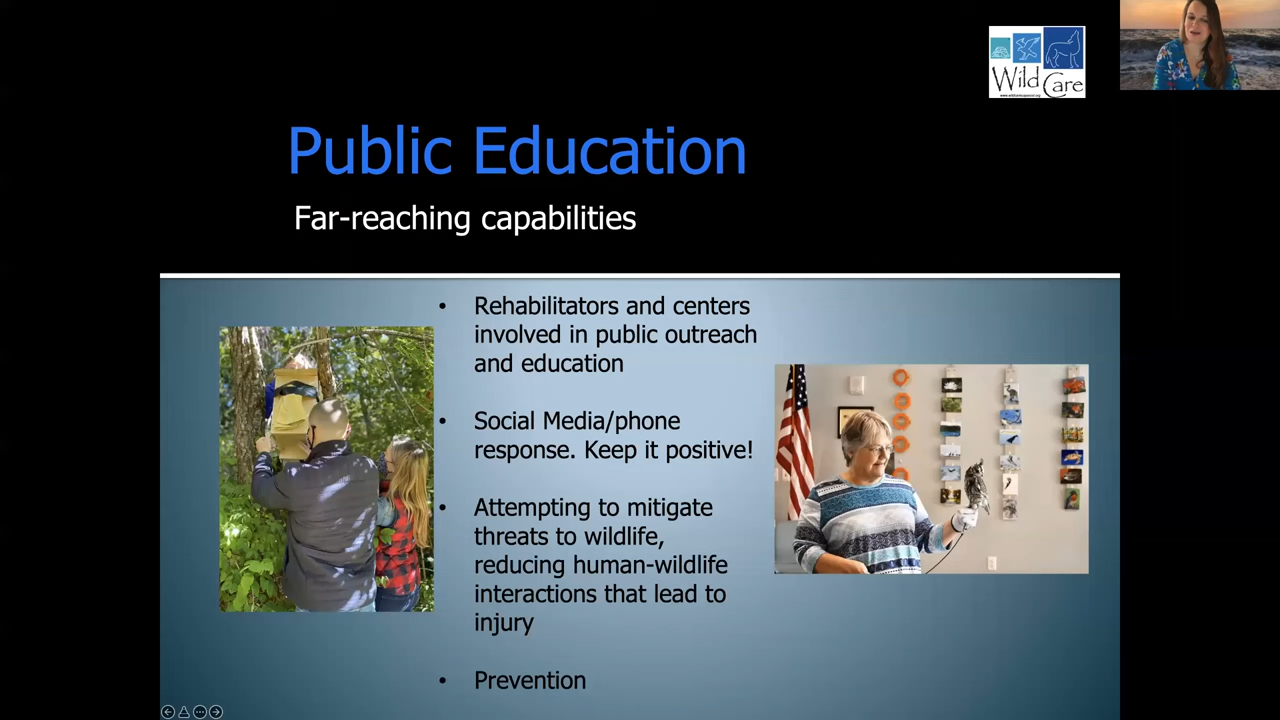 Wild Care
Public Education
Far-reaching capabilities
• Rehabilitators and centers
involved in public outreach
and education
• Social Media/phone
response. Keep it positive!
• Attempting to mitigate
threats to wildlife,
reducing human-wildlife
interactions that lead to
injury
• Prevention